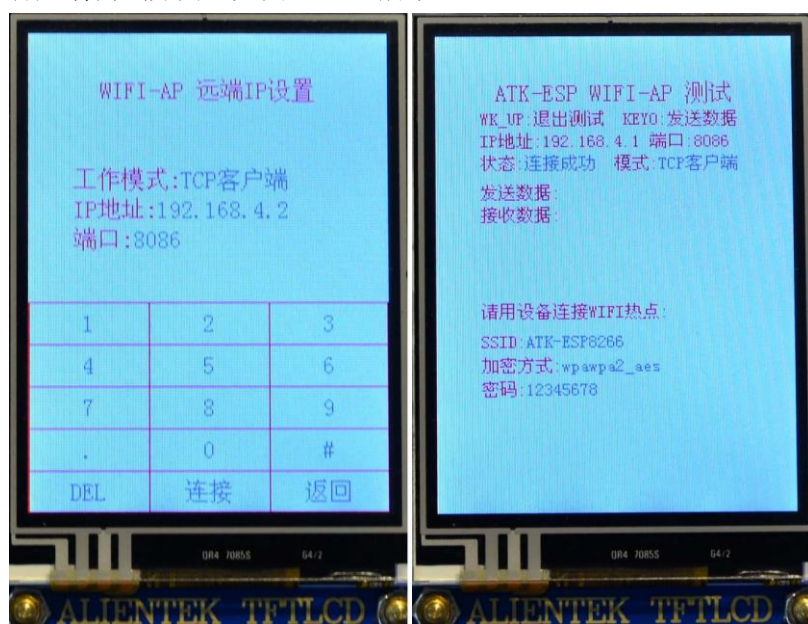 WIFI-AP 远端IP设置
工作模式:TCP客户端
IP地址:192.168.4.2
端口:8086
1 2 3
4 5 6
7 8 9
. 0 #
DEL 连接 返回
QR4 7085S G4/2
ALIENTEK TFTLCD
ATK-ESP WIFI-AP 测试
WK_UP:退出测试 KEY0:发送数据
IP地址:192.168.4.1 端口:8086
状态:连接成功 模式:TCP客户端
发送数据:
接收数据:
请用设备连接WIFI热点:
SSID:ATK-ESP8266
加密方式:wpawpa2_aes
密码:12345678
QR4 7085S G4/2
ALIENTEK TFTLCD